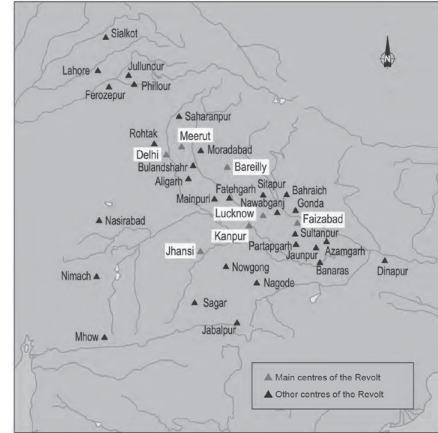 Sialkot
N
Jullundur
Lahore
Phillour
Ferozepur
Saharanpur
Rohtak
Meerut
Delhi
Moradabad
Bulandshahr
Bareilly
Aligarh
Fatehgarh
Sitapur
Bahraich
Mainpuri
Nawabganj
Gonda
Nasirabad
Lucknow
Faizabad
Kanpur
Sultanpur
Jhansi
Partapgarh
Azamgarh
Jaunpur
Nimach
Nowgong
Banaras
Dinapur
Nagode
Sagar
Jabalpur
Mhow
Main centres of the Revolt
Other centres of the Revolt